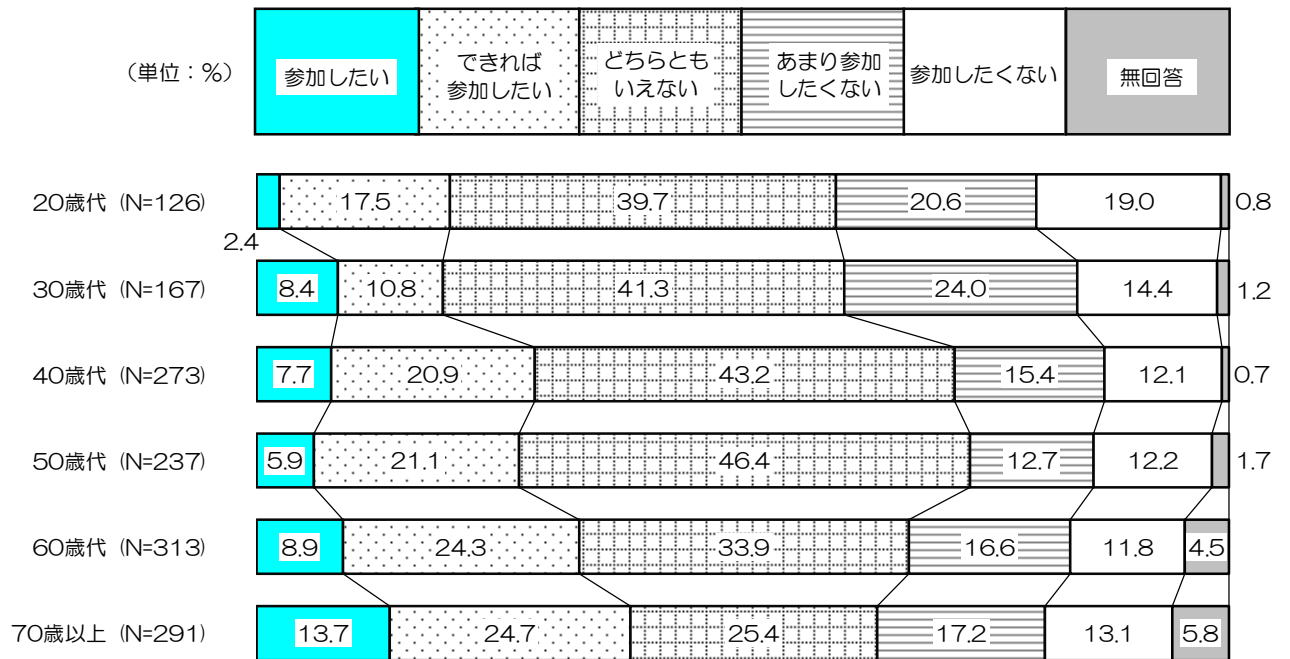 （単位：％）
参加したい
できれば
参加したい
どちらとも
いえない
あまり参加
したくない
参加したくない
無回答
20歳代（N=126）
2.4
17.5
39.7
20.6
19.0
0.8
30歳代（N=167）
8.4
10.8
41.3
24.0
14.4
1.2
40歳代（N=273）
7.7
20.9
43.2
15.4
12.1
0.7
50歳代（N=237）
5.9
21.1
46.4
12.7
12.2
1.7
60歳代（N=313）
8.9
24.3
33.9
16.6
11.8
4.5
70歳以上（N=291）
13.7
24.7
25.4
17.2
13.1
5.8